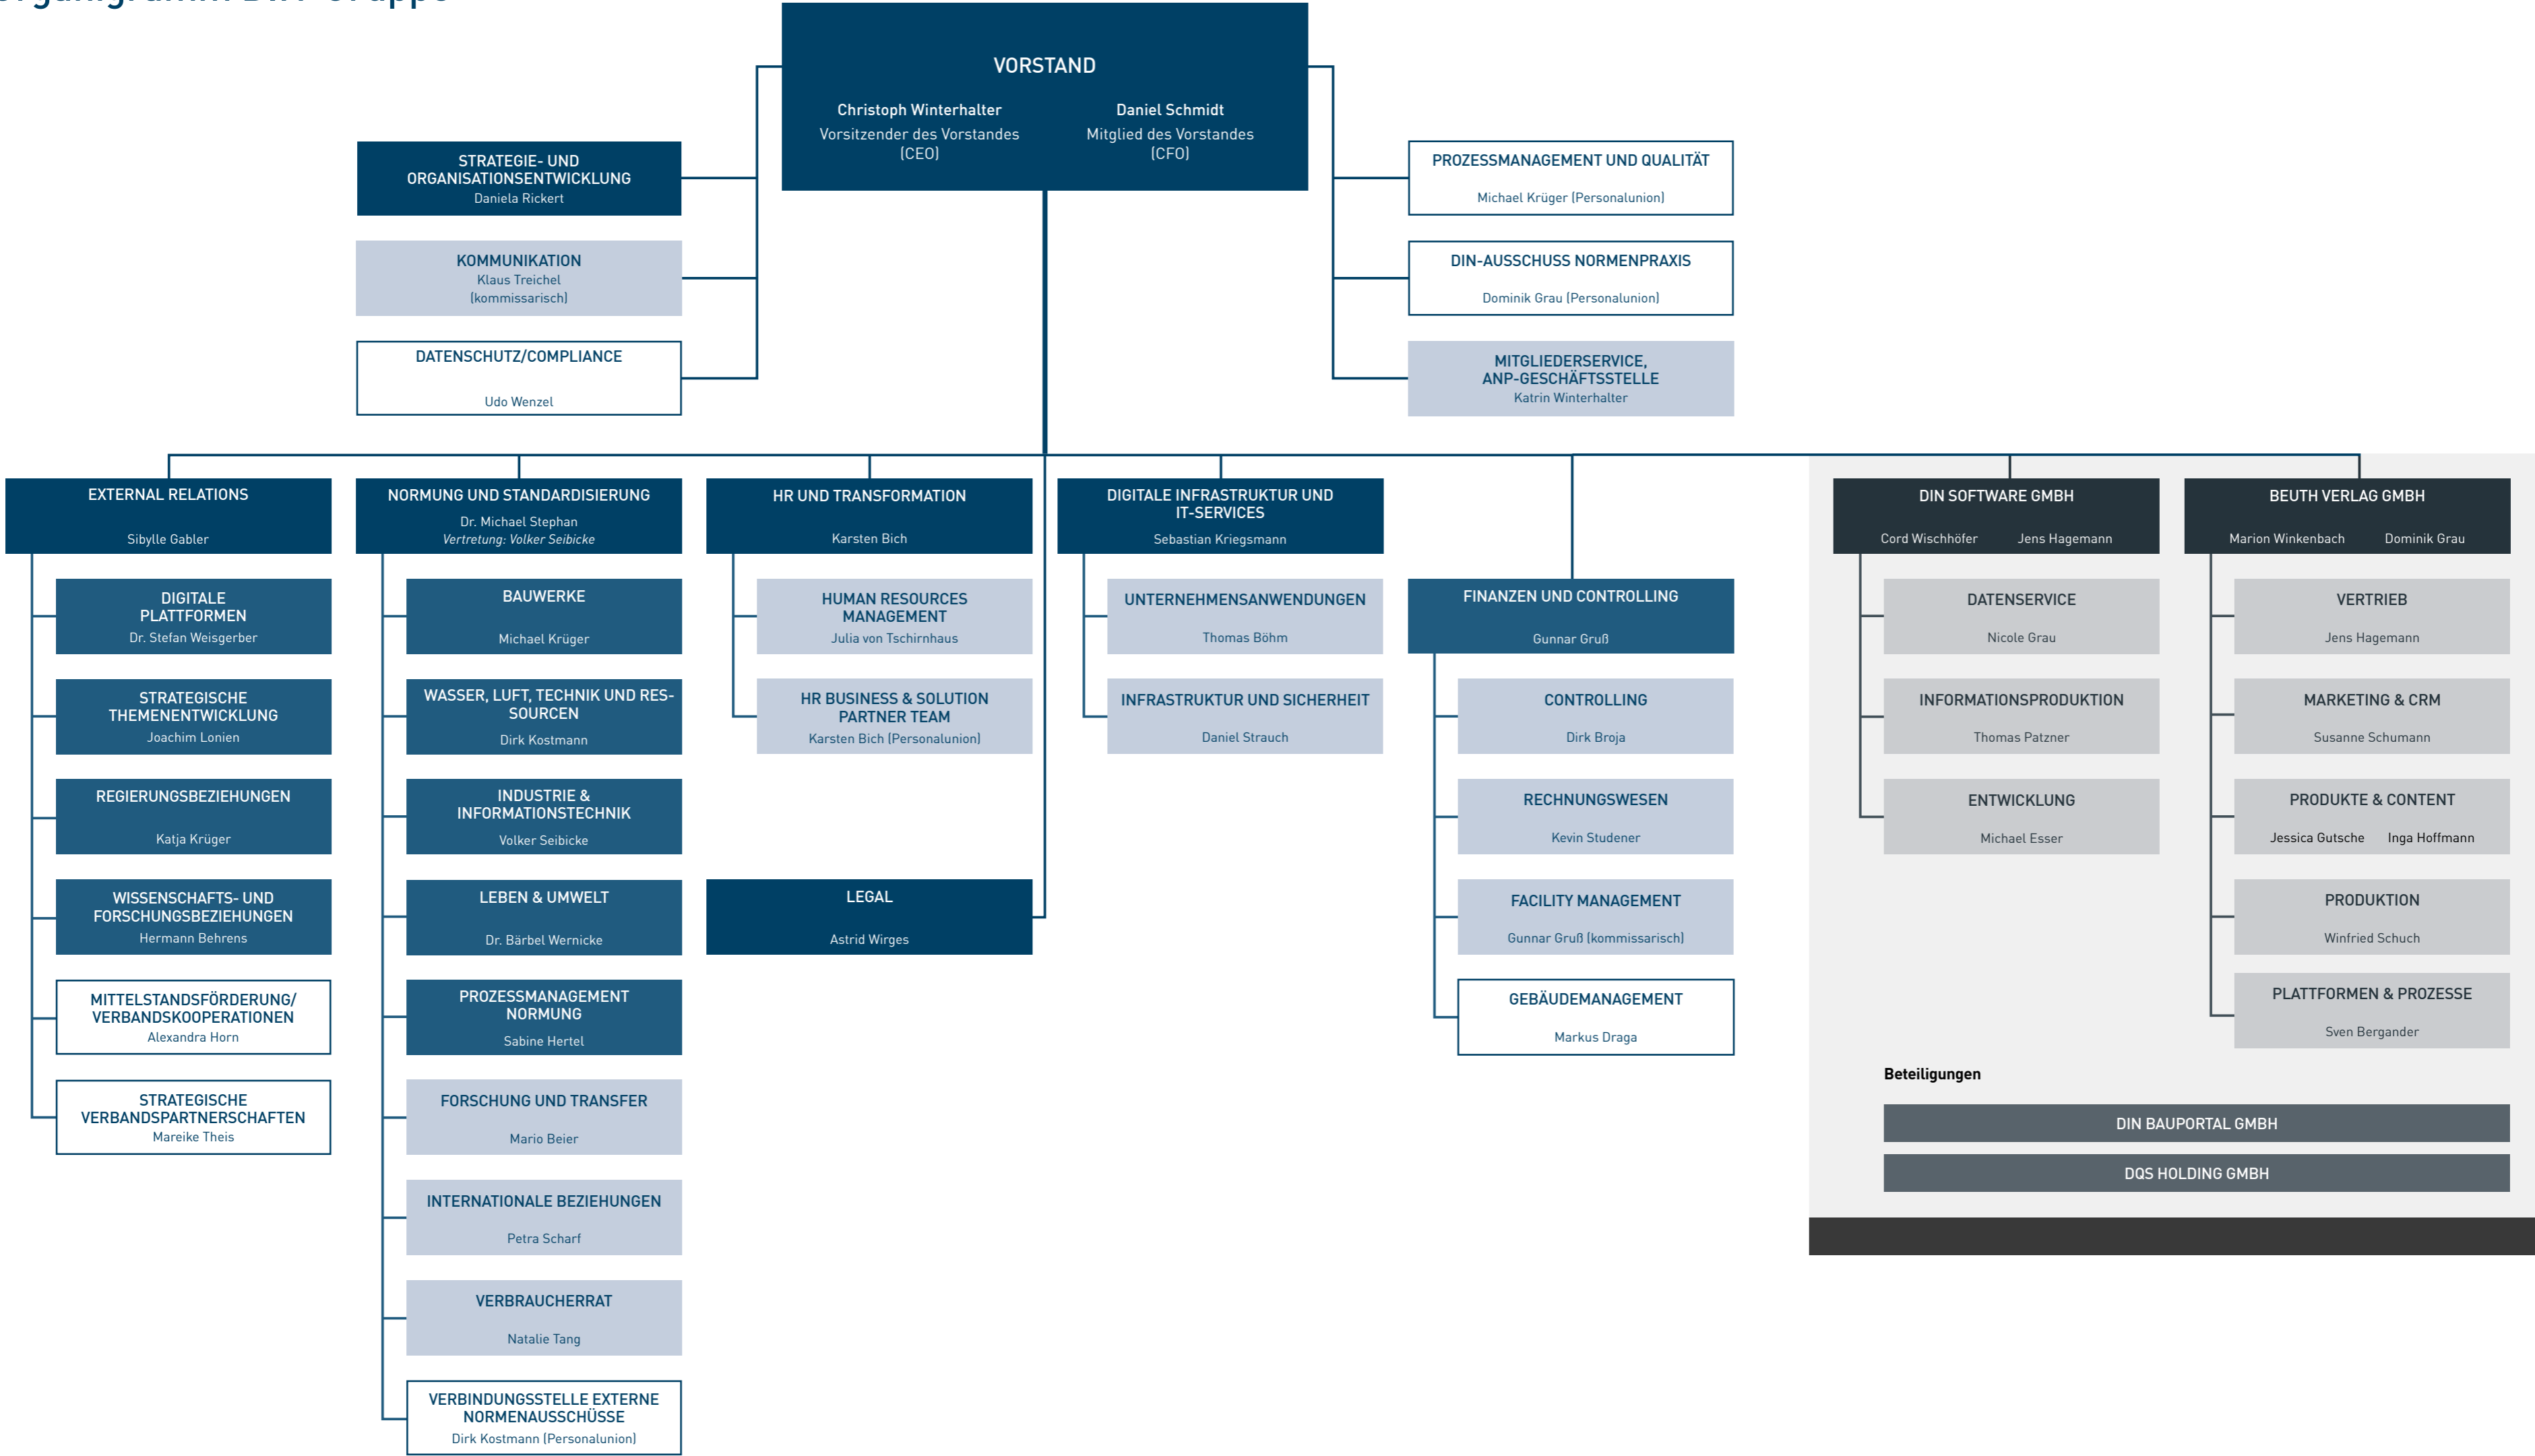 VORSTAND
Christoph Winterhalter
Vorsitzender des Vorstandes
(CEO)
Daniel Schmidt
Mitglied des Vorstandes
(CFO)
STRATEGIE- UND
ORGANISATIONSENTWICKLUNG
Daniela Rickert
KOMMUNIKATION
Klaus Treichel
(kommissarisch)
DATENSCHUTZ/COMPLIANCE
Udo Wenzel
PROZESSMANAGEMENT UND QUALITÄT
Michael Krüger (Personalunion)
DIN-AUSSCHUSS NORMENPRAXIS
Dominik Grau (Personalunion)
MITGLIEDERSERVICE,
ANP-GESCHÄFTSSTELLE
Katrin Winterhalter
EXTERNAL RELATIONS
Sibylle Gabler
DIGITALE
PLATTFORMEN
Dr. Stefan Weisgerber
STRATEGISCHE
THEMENENTWICKLUNG
Joachim Lonien
REGIERUNGSBEZIEHUNGEN
Katja Krüger
WISSENSCHAFTS- UND
FORSCHUNGSBEZIEHUNGEN
Hermann Behrens
MITTELSTANDSFÖRDERUNG/
VERBANDSKOOPERATIONEN
Alexandra Horn
STRATEGISCHE
VERBANDSPARTNERSCHAFTEN
Mareike Theis
NORMUNG UND STANDARDISIERUNG
Dr. Michael Stephan
Vertretung: Volker Seibicke
BAUWERKE
Michael Krüger
WASSER, LUFT, TECHNIK UND RES-
SOURCEN
Dirk Kostmann
INDUSTRIE &
INFORMATIONSTECHNIK
Volker Seibicke
LEBEN & UMWELT
Dr. Bärbel Wernicke
PROZESSMANAGEMENT
NORMUNG
Sabine Hertel
FORSCHUNG UND TRANSFER
Mario Beier
INTERNATIONALE BEZIEHUNGEN
Petra Scharf
VERBRAUCHERRAT
Natalie Tang
VERBINDUNGSSTELLE EXTERNE
NORMENAUSSCHÜSSE
Dirk Kostmann (Personalunion)
HR UND TRANSFORMATION
Karsten Bich
HUMAN RESOURCES
MANAGEMENT
Julia von Tschirnhaus
HR BUSINESS & SOLUTION
PARTNER TEAM
Karsten Bich (Personalunion)
LEGAL
Astrid Wirges
DIGITALE INFRASTRUKTUR UND
IT-SERVICES
Sebastian Kriegsmann
UNTERNEHMENSANWENDUNGEN
Thomas Böhm
INFRASTRUKTUR UND SICHERHEIT
Daniel Strauch
FINANZEN UND CONTROLLING
Gunnar Gruß
CONTROLLING
Dirk Broja
RECHNUNGSWESEN
Kevin Studener
FACILITY MANAGEMENT
Gunnar Gruß (kommissarisch)
GEBÄUDEMANAGEMENT
Markus Draga
DIN SOFTWARE GMBH
Cord Wischhöfer Jens Hagemann
DATENSERVICE
Nicole Grau
INFORMATIONSPRODUKTION
Thomas Patzner
ENTWICKLUNG
Michael Esser
BEUTH VERLAG GMBH
Marion Winkenbach Dominik Grau
VERTRIEB
Jens Hagemann
MARKETING & CRM
Susanne Schumann
PRODUKTE & CONTENT
Jessica Gutsche Inga Hoffmann
PRODUKTION
Winfried Schuch
PLATTFORMEN & PROZESSE
Sven Bergander
Beteiligungen
DIN BAUPORTAL GMBH
DQS HOLDING GMBH